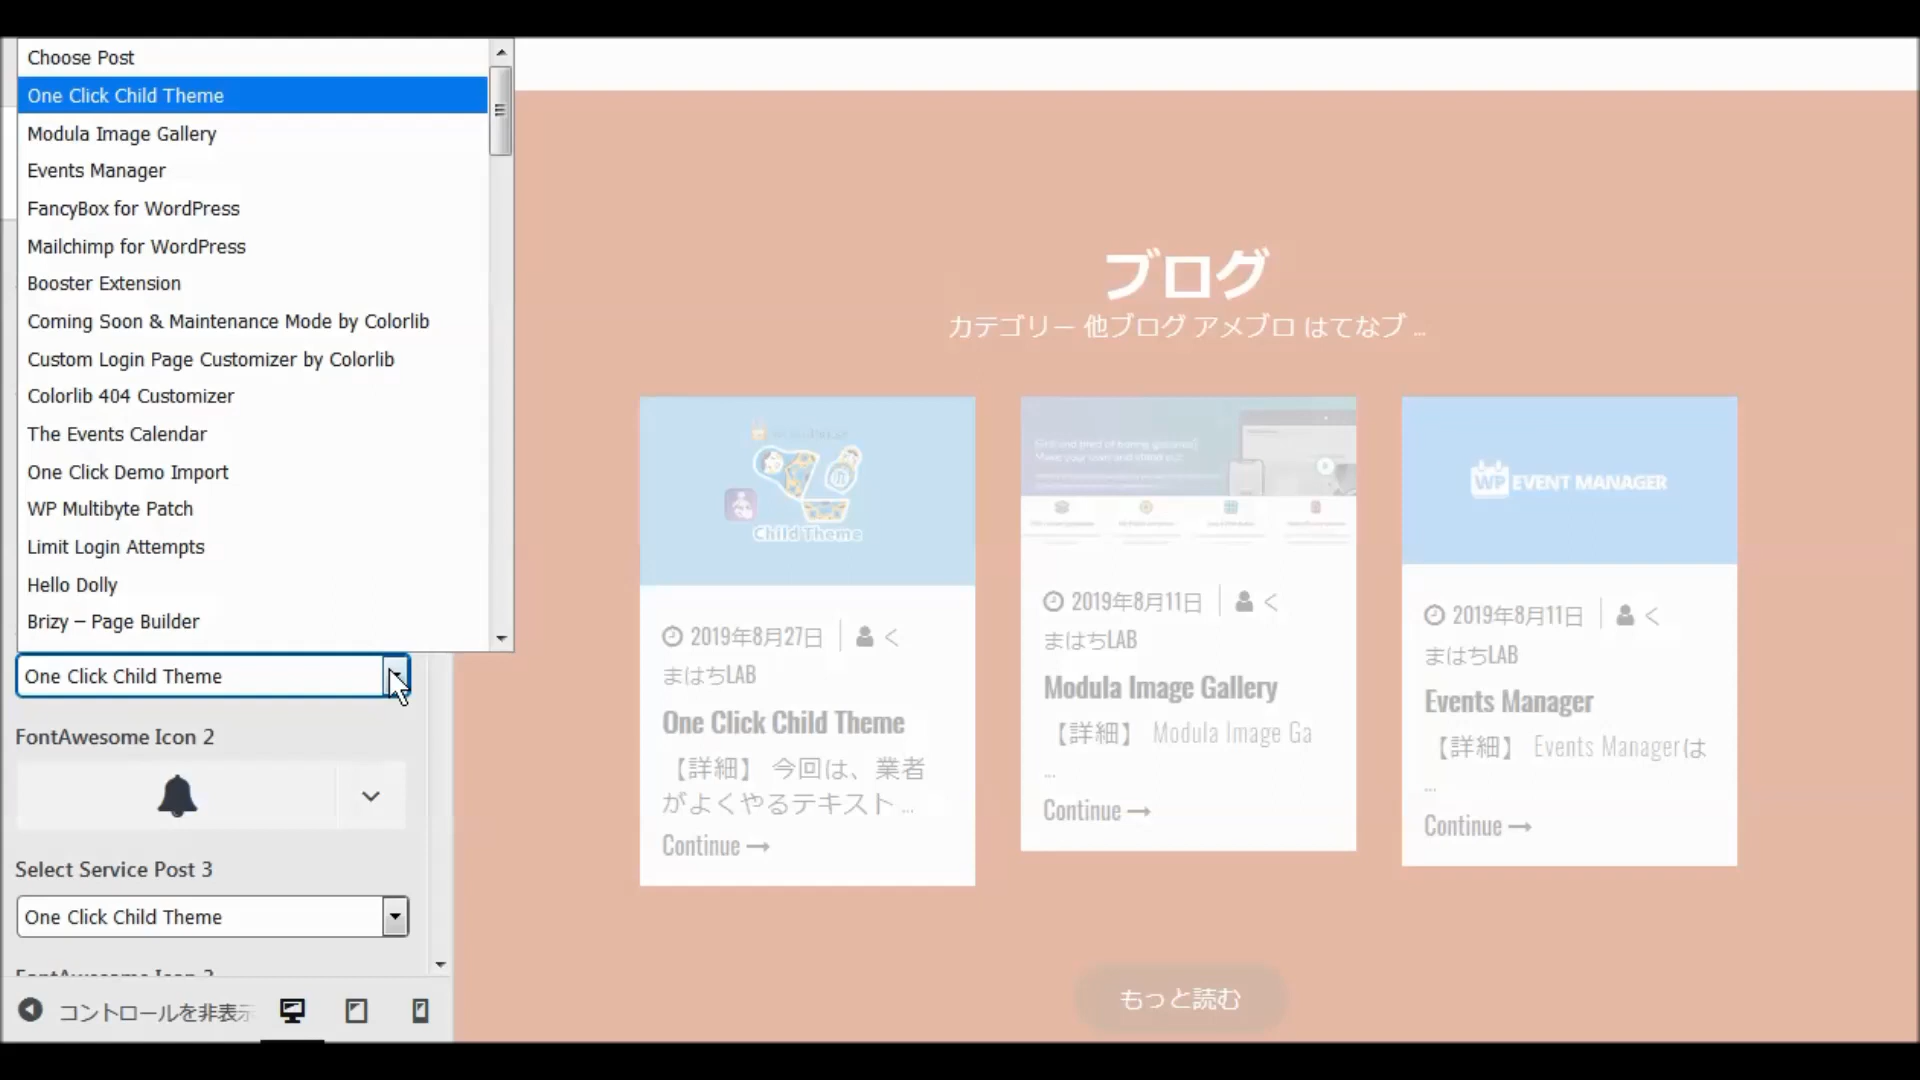 Choose Post
One Click Child Theme
Modula Image Gallery
Events Manager
FancyBox for WordPress
Mailchimp for WordPress
Booster Extension
Coming Soon & Maintenance Mode by Colorlib
Custom Login Page Customizer by Colorlib
Colorlib 404 Customizer
The Events Calendar
One Click Demo Import
WP Multibyte Patch
Limit Login Attempts
Hello Dolly
Brizy – Page Builder
One Click Child Theme
FontAwesome Icon 2
Select Service Post 3
One Click Child Theme
FontAwesome Icon 3
コントロールを非表示
ブログ
カテゴリー 他ブログ アメブロ はてなブ ...
Child Theme
2019年8月27日 く
まはちLAB
One Click Child Theme
【詳細】 今回は、業者
がよくやるテキスト ...
Continue
2019年8月11日 く
まはちLAB
Modula Image Gallery
【詳細】 Modula Image Ga
...
Continue
WP EVENT MANAGER
2019年8月11日 く
まはちLAB
Events Manager
【詳細】 Events Managerは
...
Continue
もっと読む